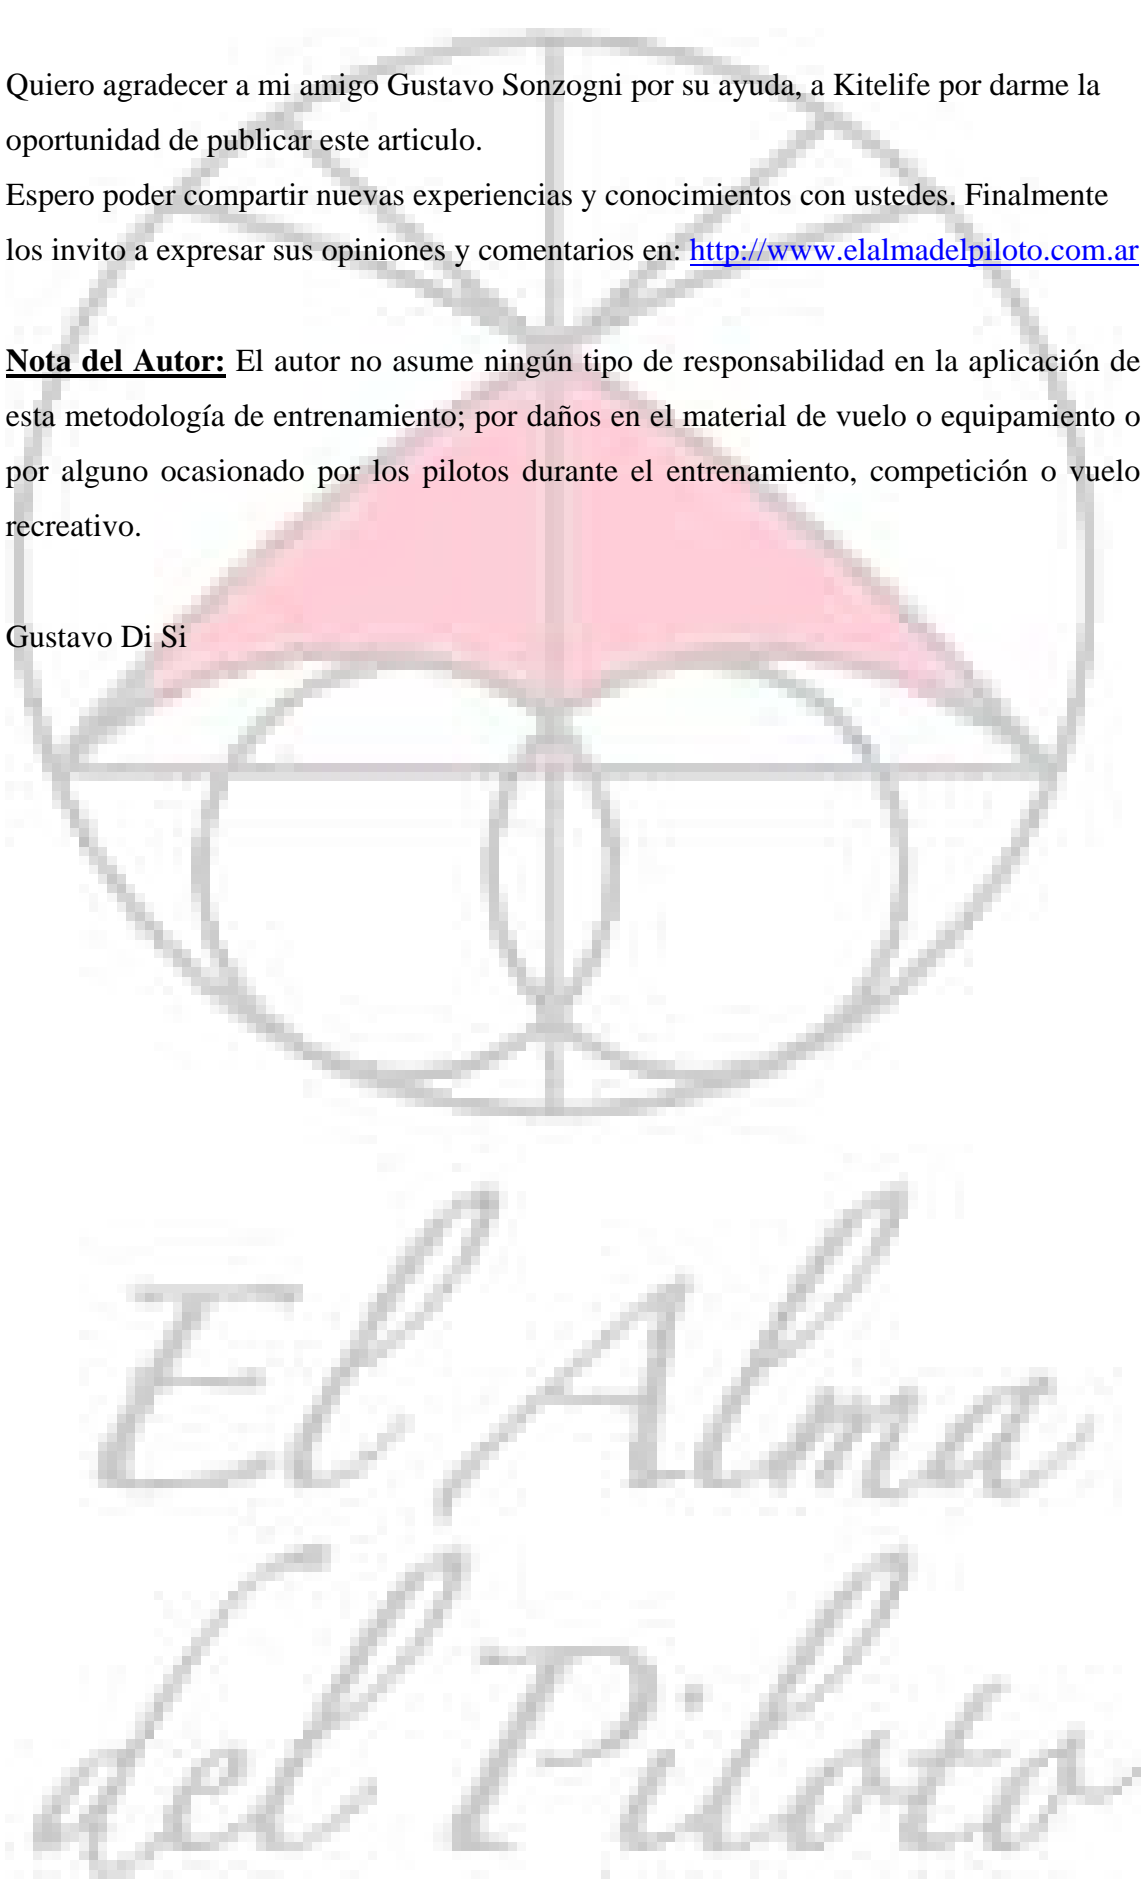 Quiero agradecer a mi amigo Gustavo Sonzogni por su ayuda, a Kitelife por darme la
oportunidad de publicar este articulo.
Espero poder compartir nuevas experiencias y conocimientos con ustedes. Finalmente
los invito a expresar sus opiniones y comentarios en: http://www.elalmadelpiloto.com.ar
Nota del Autor: El autor no asume ningún tipo de responsabilidad en la aplicación de
esta metodología de entrenamiento; por daños en el material de vuelo o equipamiento o
por alguno ocasionado por los pilotos durante el entrenamiento, competición o vuelo
recreativo.
Gustavo Di Si
El Alma
del Piloto